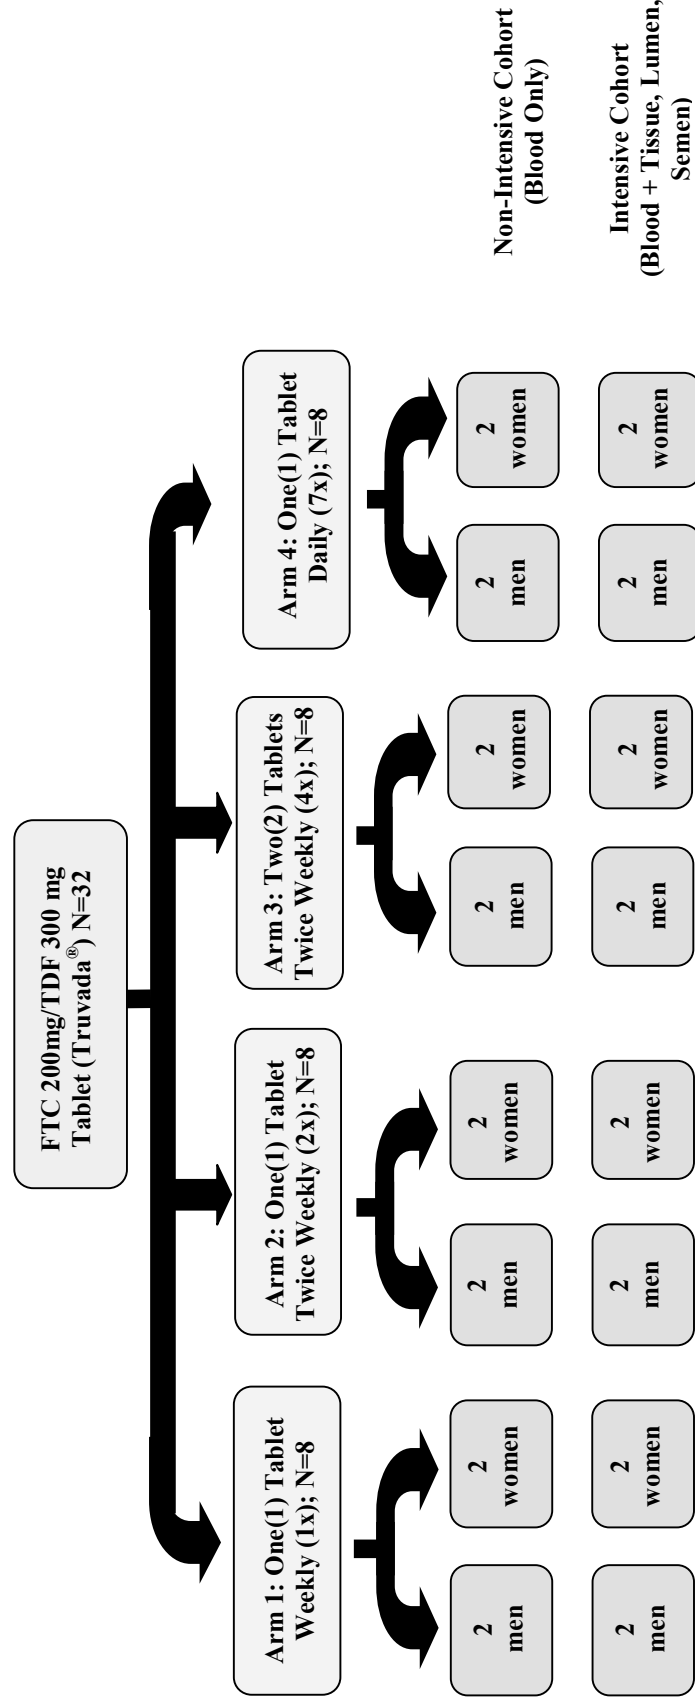 FTC 200mg/TDF 300 mg
Tablet (Truvada®) N=32
Arm 1: One(1) Tablet
Weekly (1x); N=8
Arm 2: One(1) Tablet
Twice Weekly (2x); N=8
Arm 3: Two(2) Tablets
Twice Weekly (4x); N=8
Arm 4: One(1) Tablet
Daily (7x); N=8
2
men
2
women
2
men
2
women
2
men
2
women
2
men
2
women
Non-Intensive Cohort
(Blood Only)
2
men
2
women
2
men
2
women
2
men
2
women
2
men
2
women
Intensive Cohort
(Blood + Tissue, Lumen,
Semen)